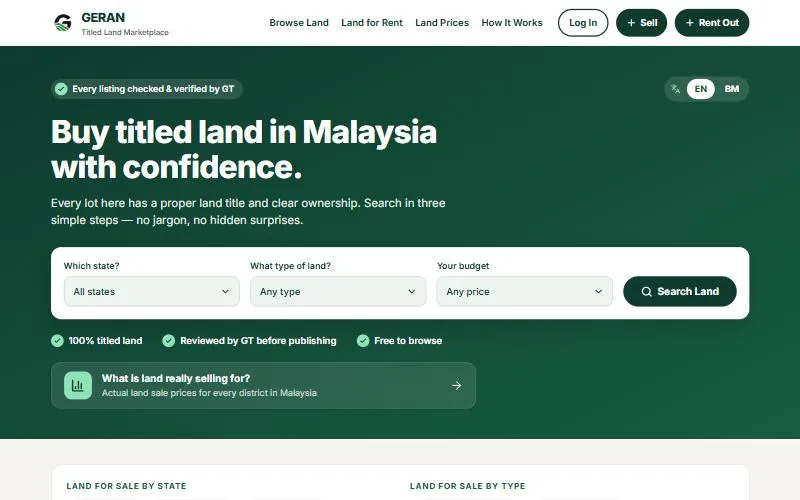 GERAN
Titled Land Marketplace
Browse Land
Land for Rent
Land Prices
How It Works
Log In
+ Sell
+ Rent Out
Every listing checked & verified by GT
EN
BM
Buy titled land in Malaysia
with confidence.
Every lot here has a proper land title and clear ownership. Search in three
simple steps — no jargon, no hidden surprises.
Which state?
What type of land?
Your budget
All states
Any type
Any price
Search Land
100% titled land
Reviewed by GT before publishing
Free to browse
What is land really selling for?
Actual land sale prices for every district in Malaysia
LAND FOR SALE BY STATE
LAND FOR SALE BY TYPE